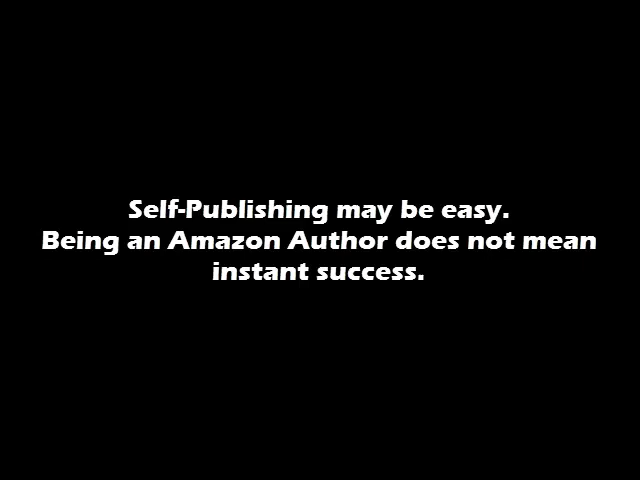 Self-Publishing may be easy.
Being an Amazon Author does not mean
instant success.